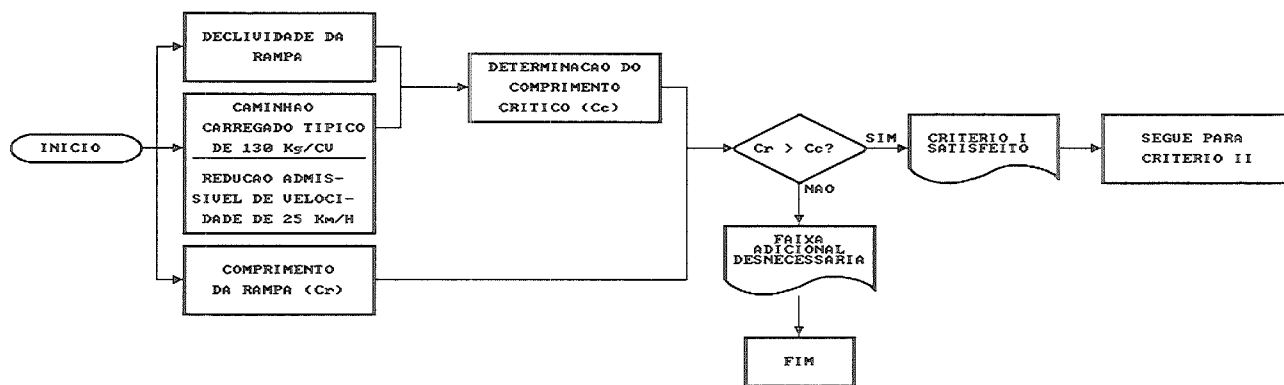 INICIO
DECLIVIDADE DA
RAMPA
CAMINHAO
CARREGADO TIPICO
DE 130 Kg/CV
REDUCAO ADMIS-
SIVEL DE VELOCI-
DADE DE 25 Km/H
COMPRIMENTO
DA RAMPA (Cr)
DETERMINACAO DO
COMPRIMENTO
CRITICO (Cc)
Cr > Cc?
SIM
CRITERIO I
SATISFEITO
SEGUE PARA
CRITERIO II
NAO
FAIXA
ADICIONAL
DESNECESSARIA
FIM